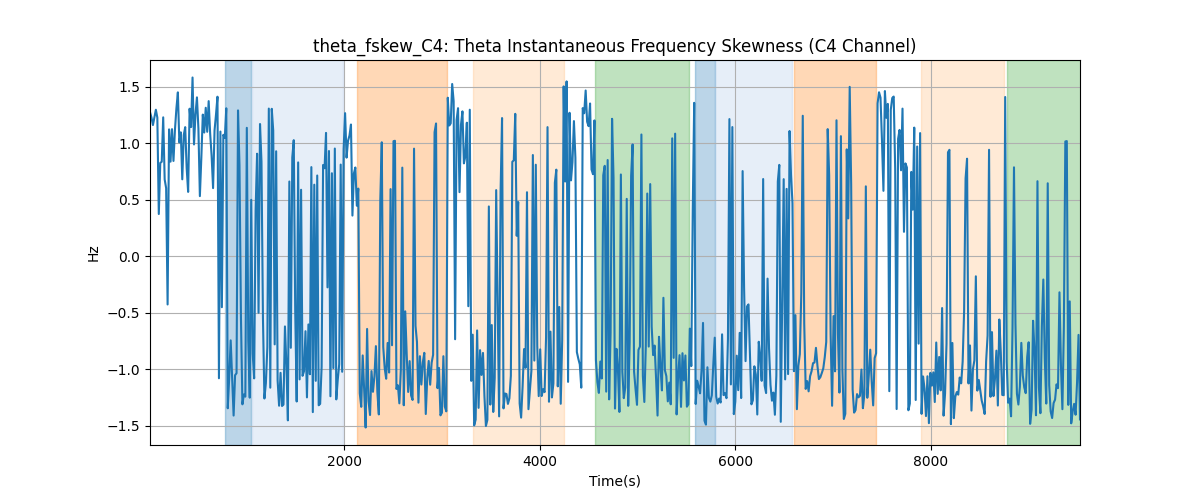 theta_fskew_C4: Theta Instantaneous Frequency Skewness (C4 Channel)
1.5
1.0
0.5
0.0
−0.5
−1.0
−1.5
Hz
2000 4000 6000 8000
Time(s)